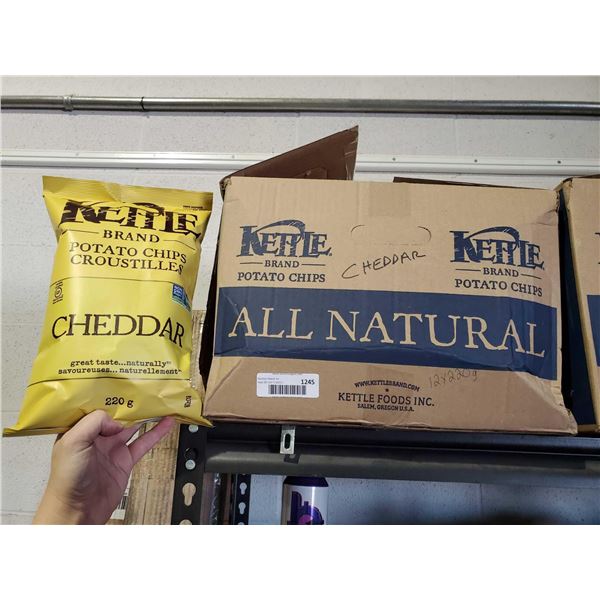 KETTLE
BRAND
POTATO CHIPS
CROUSTILLES
CHEDDAR
great taste...naturally
savoureuses...naturellement
220 g
KETTLE
BRAND
POTATO CHIPS
CHEDDAR
KETTLE
BRAND
POTATO CHIPS
ALL NATURAL
1245
WWW.KETTLEBRAND.COM
12x220g
KETTLE FOODS INC.
SALEM, OREGON U.S.A.